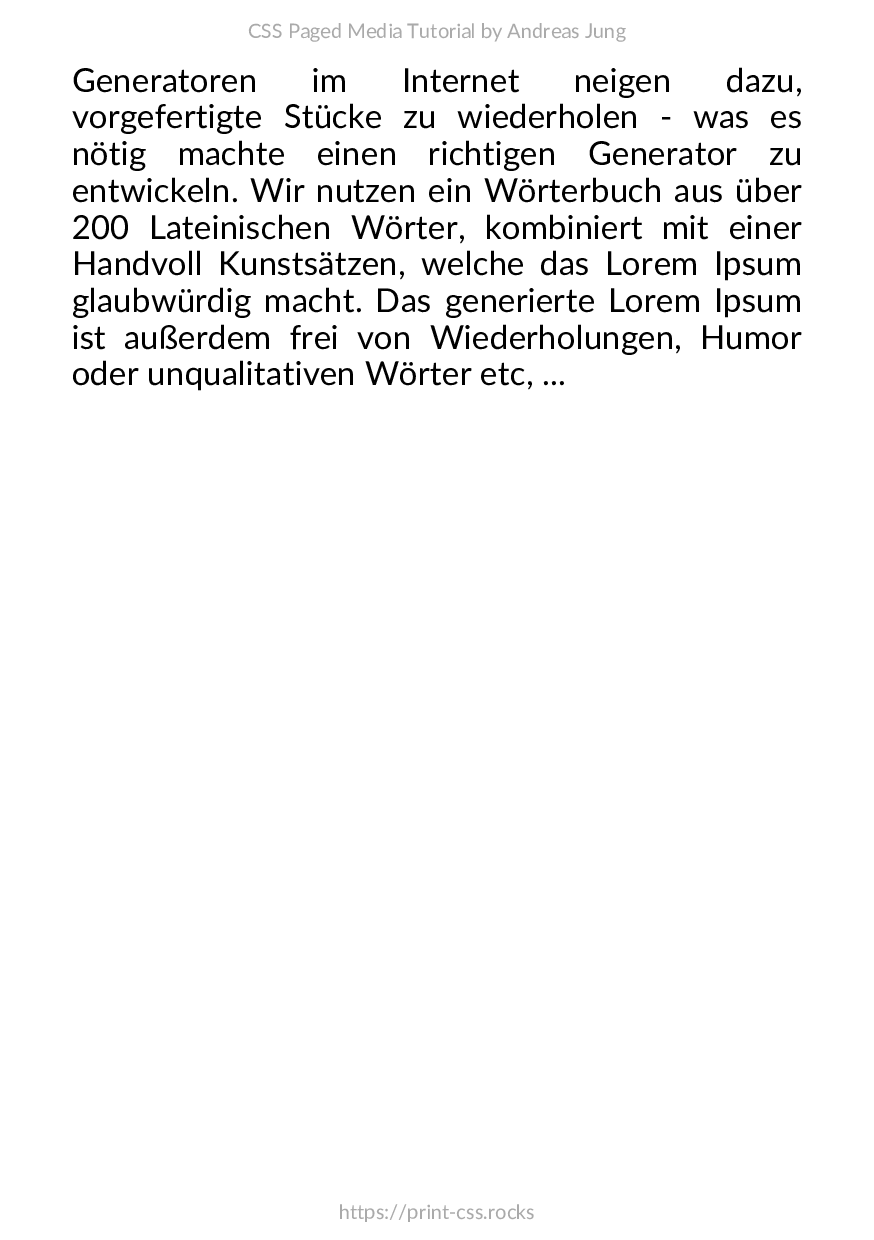 CSS Paged Media Tutorial by Andreas Jung
Generatoren im Internet neigen dazu,
vorgefertigte Stücke zu wiederholen - was es
nötig machte einen richtigen Generator zu
entwickeln. Wir nutzen ein Wörterbuch aus über
200 Lateinischen Wörter, kombiniert mit einer
Handvoll Kunstsätzen, welche das Lorem Ipsum
glaubwürdig macht. Das generierte Lorem Ipsum
ist außerdem frei von Wiederholungen, Humor
oder unqualitativen Wörter etc, ...
https://print-css.rocks